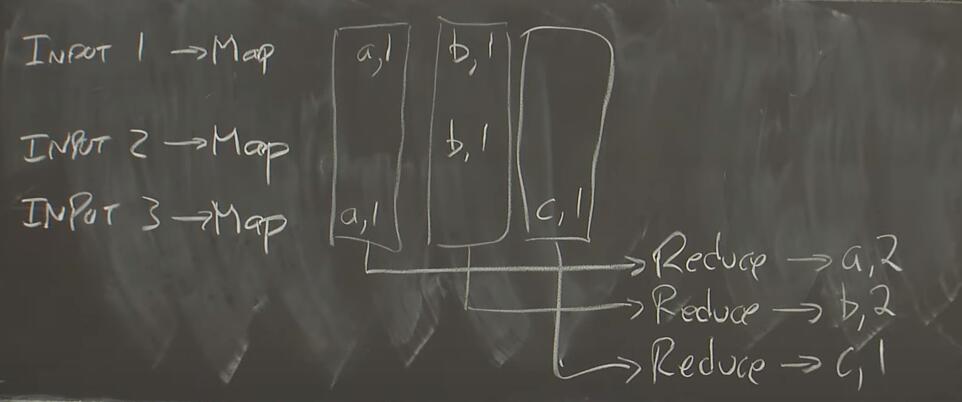 INPUT 1 → Map a,1 b,1
INPUT 2 → Map b,1
INPUT 3 → Map a,1 c,1
Reduce → a,2
Reduce → b,2
Reduce → c,1